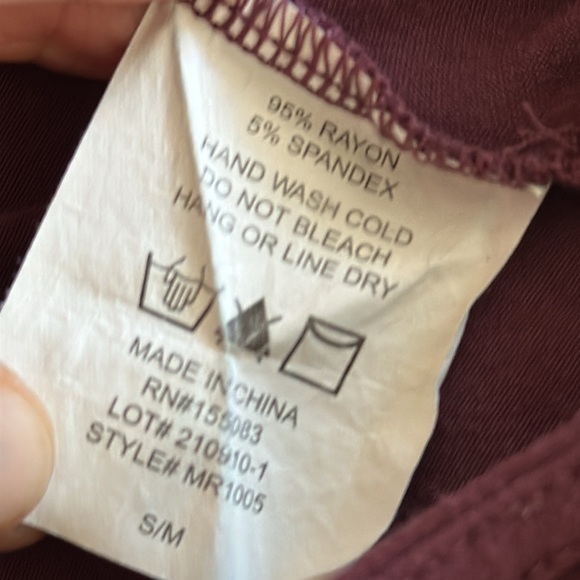 95% RAYON
5% SPANDEX
HAND WASH COLD
DO NOT BLEACH
HANG OR LINE DRY
MADE IN CHINA
RN#155083
LOT# 210910-1
STYLE# MR1005
S/M